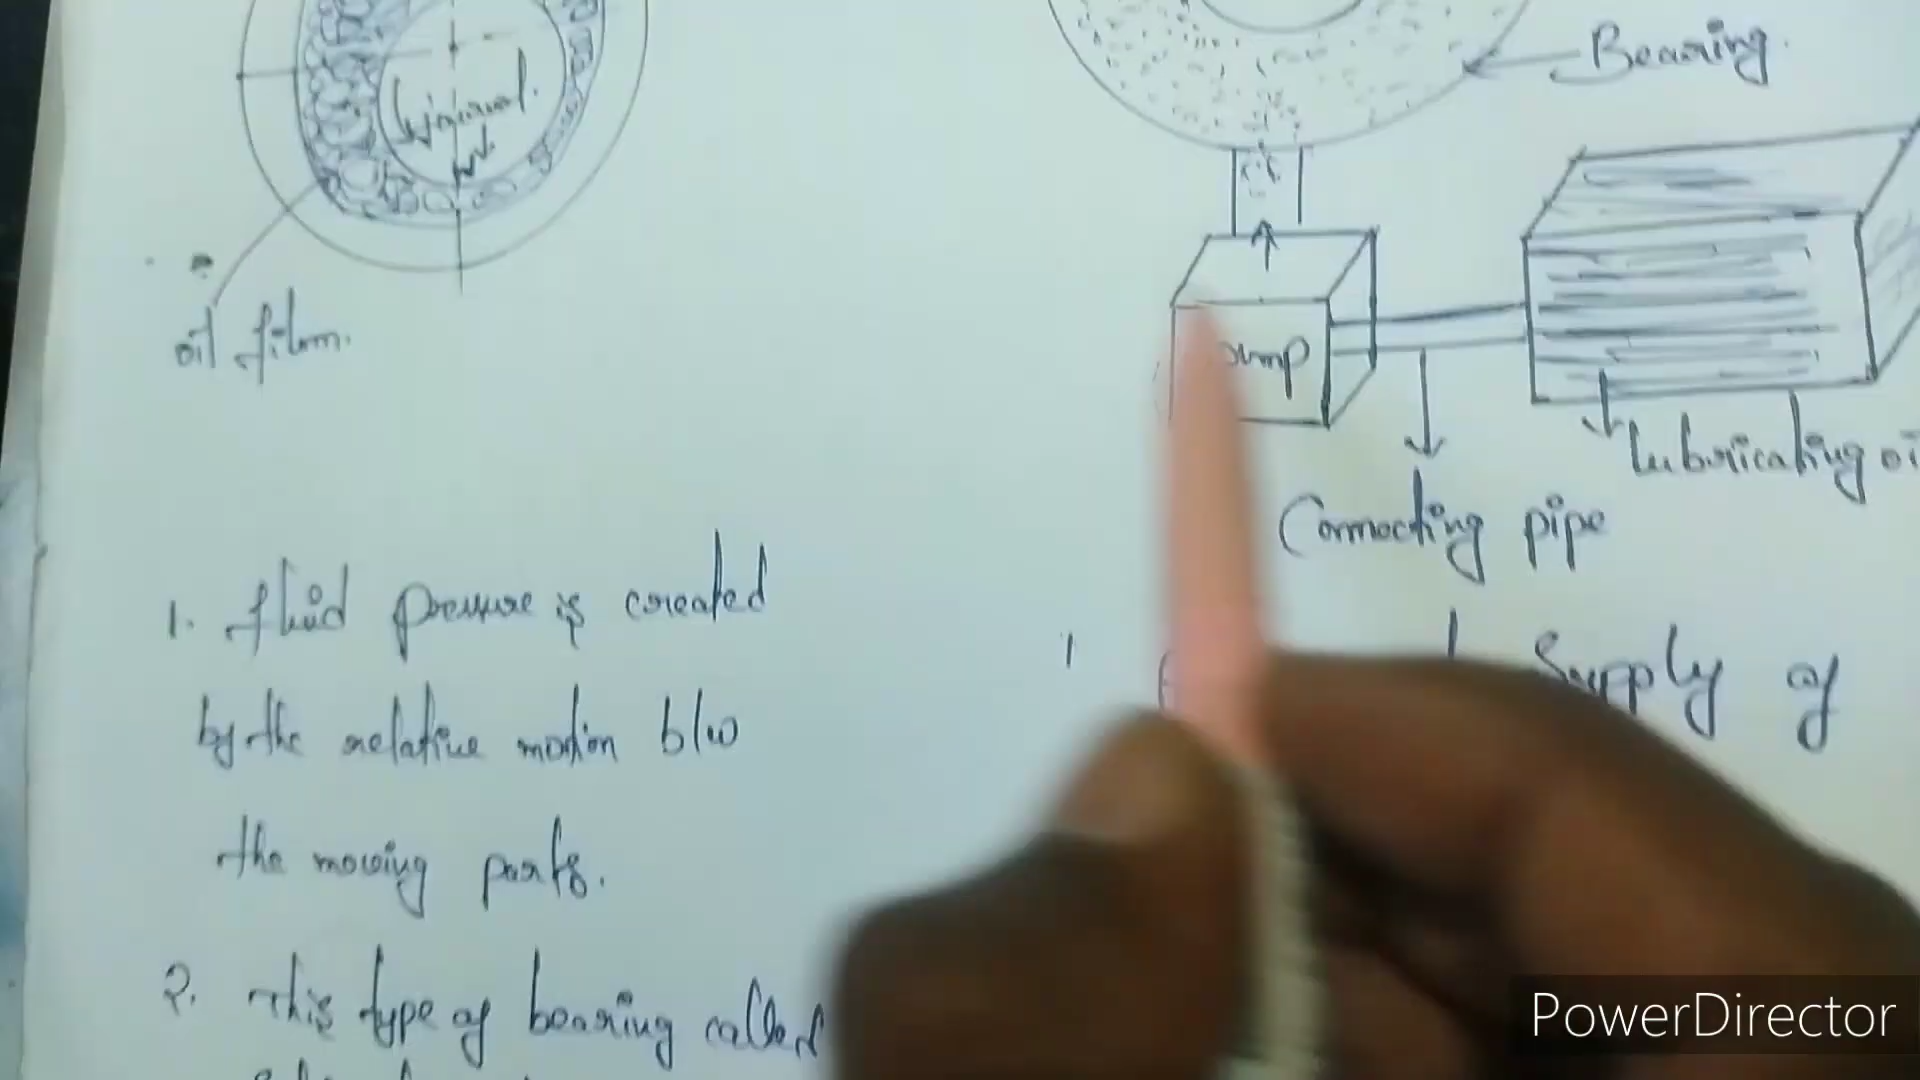 Bearing.
Journal.
W.
oil film.
Pump
lubricating oi
Connecting pipe
1. fluid pressure is created
by the relative motion b/w
the moving parts.
2. This type of bearing called
1
Supply of
PowerDirector